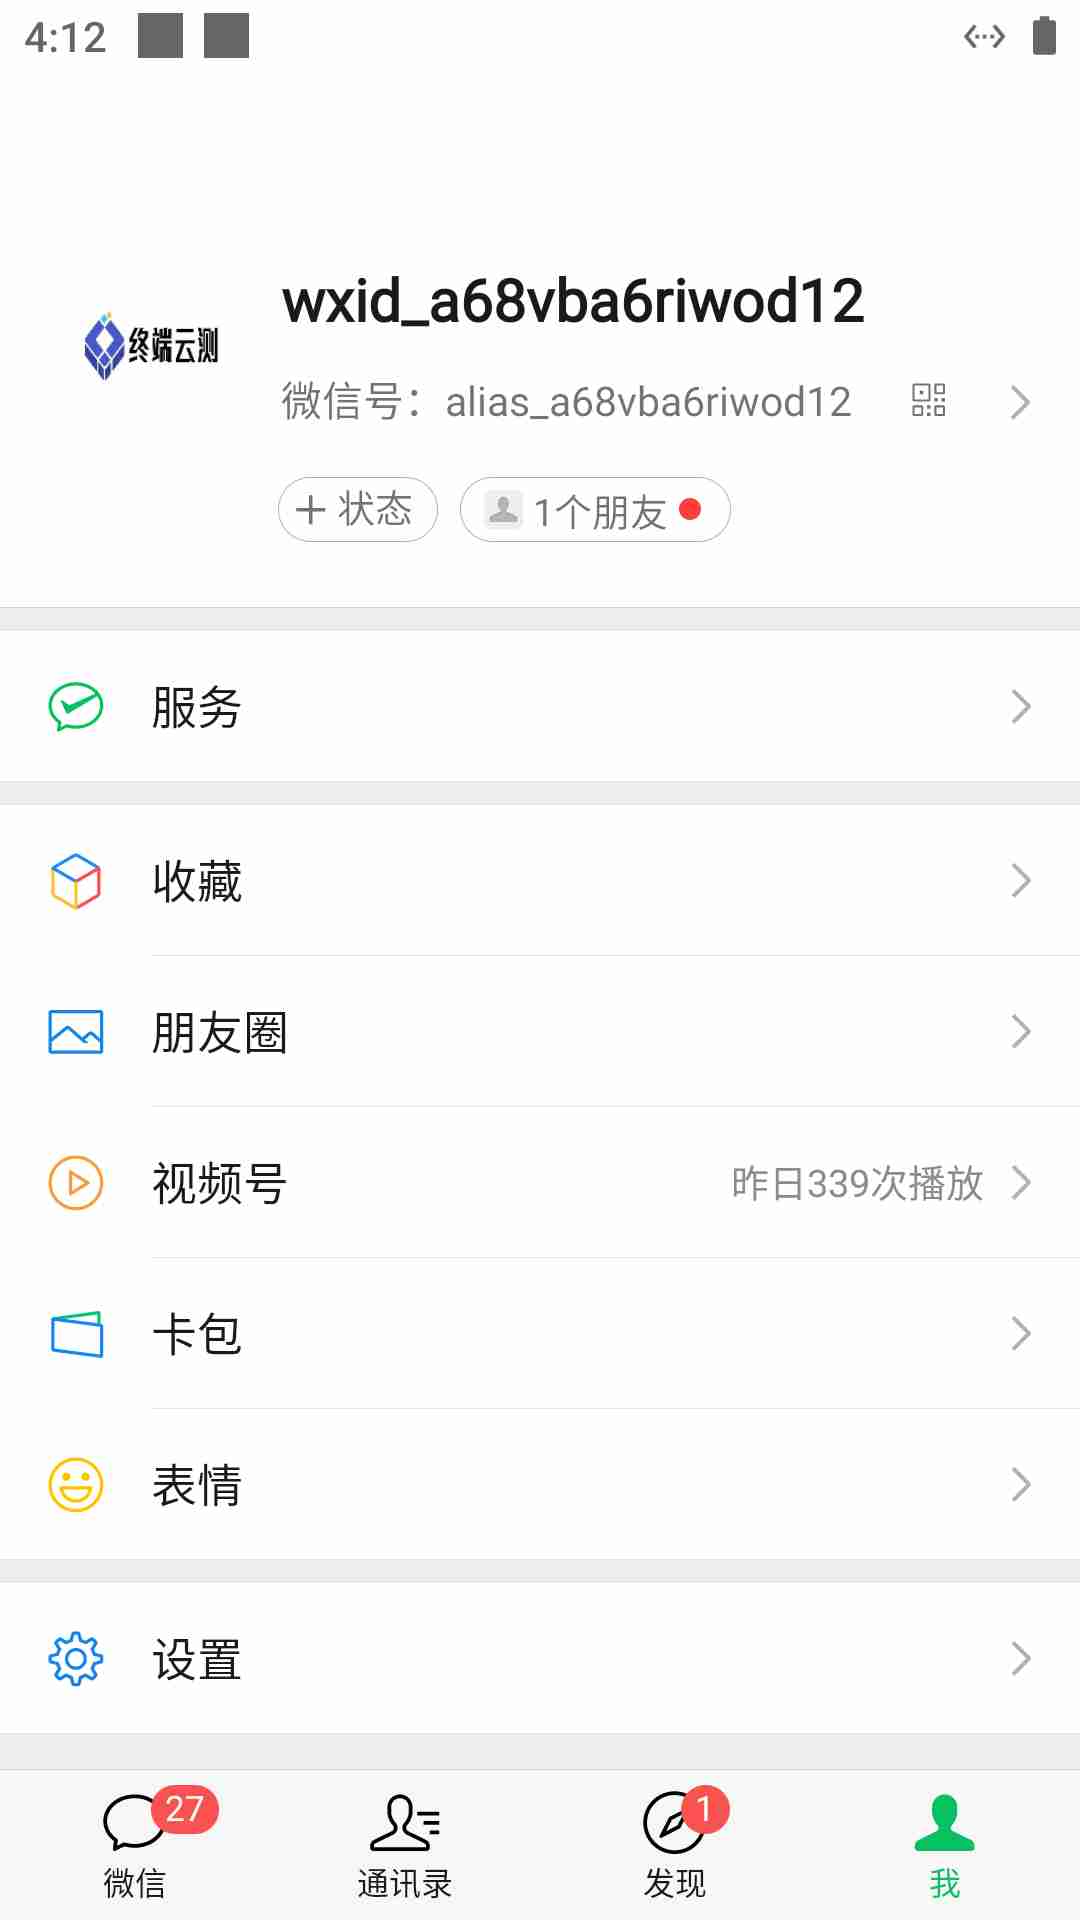 4:12
wxid_a68vba6riwod12
终端云测
微信号：alias_a68vba6riwod12
状态
1个朋友
服务
收藏
朋友圈
视频号 昨日339次播放
卡包
表情
设置
27
1
微信 通讯录 发现 我